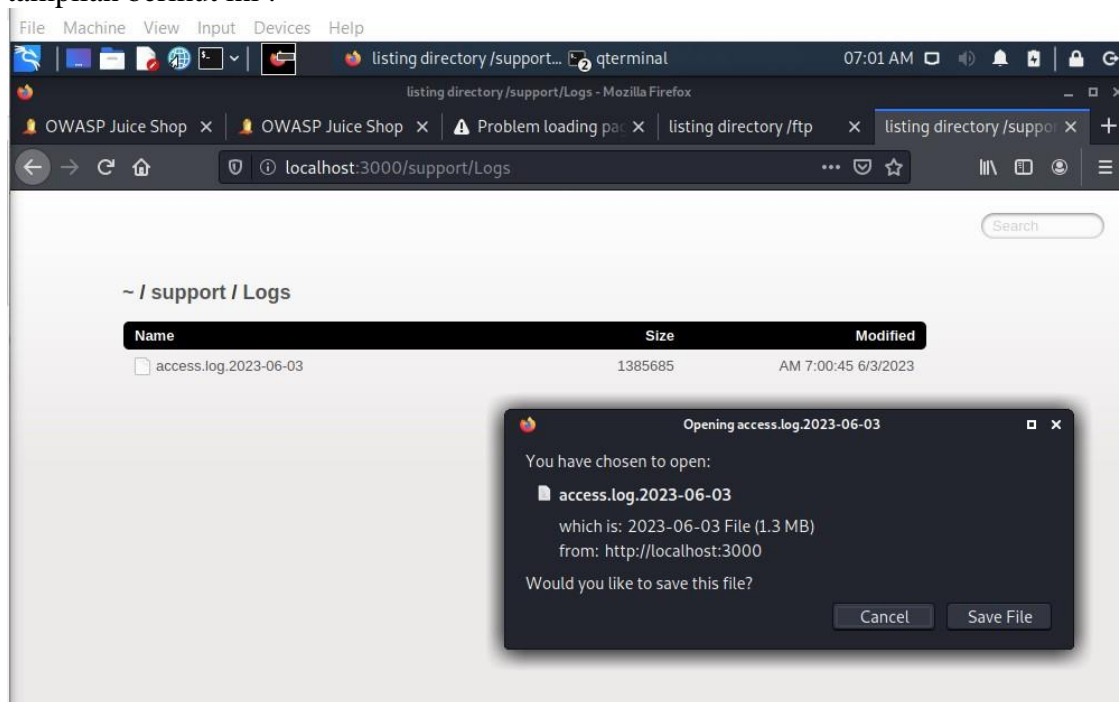 File Machine View Input Devices Help
listing directory /support... qterminal 07:01 AM
listing directory /support/Logs - Mozilla Firefox
OWASP Juice Shop OWASP Juice Shop Problem loading pag listing directory /ftp listing directory /suppor
localhost:3000/support/Logs
Search
~ / support / Logs
Name Size Modified
access.log.2023-06-03 1385685 AM 7:00:45 6/3/2023
Opening access.log.2023-06-03
You have chosen to open:
access.log.2023-06-03
which is: 2023-06-03 File (1.3 MB)
from: http://localhost:3000
Would you like to save this file?
Cancel Save File